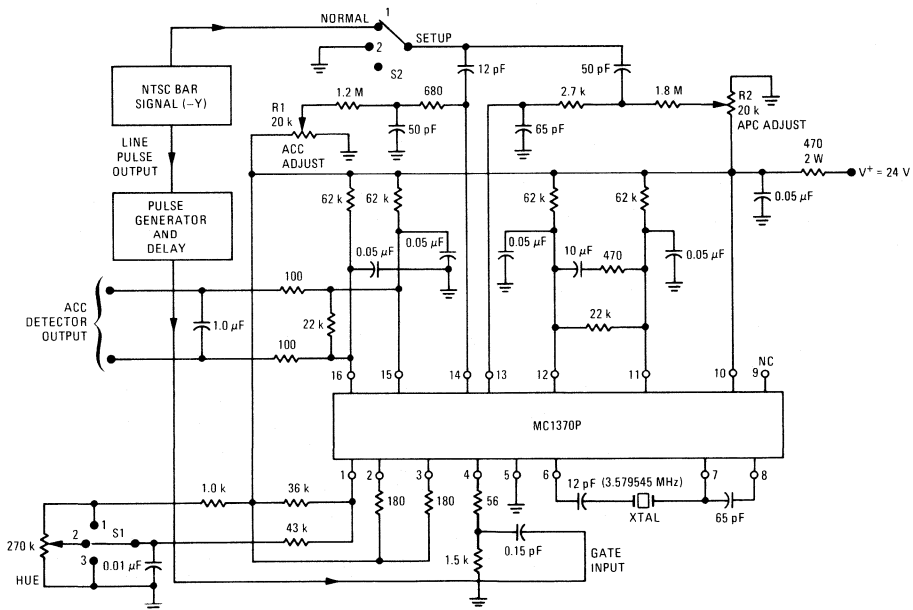 NORMAL
1
2
SETUP
S2
NTSC BAR
SIGNAL (–Y)
LINE
PULSE
OUTPUT
PULSE
GENERATOR
AND
DELAY
R1
20 k
ACC
ADJUST
1.2 M
680
50 pF
12 pF
50 pF
2.7 k
1.8 M
65 pF
R2
20 k
APC ADJUST
470
2 W
V+ = 24 V
0.05 µF
62 k
62 k
62 k
62 k
0.05 µF
0.05 µF
0.05 µF
10 µF
470
0.05 µF
ACC
DETECTOR
OUTPUT
1.0 µF
100
22 k
100
22 k
16
15
14
13
12
11
10
9
NC
MC1370P
1
2
3
4
5
6
7
8
1.0 k
36 k
43 k
180
180
56
12 pF
(3.579545 MHz)
XTAL
65 pF
270 k
HUE
1
2
3
S1
0.01 µF
1.5 k
0.15 pF
GATE
INPUT